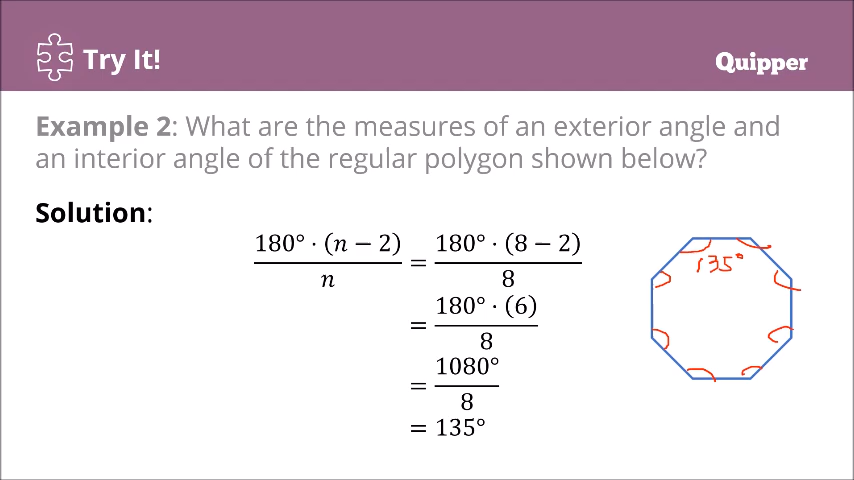 Try It!
Quipper
Example 2: What are the measures of an exterior angle and
an interior angle of the regular polygon shown below?
Solution:
180° · (n − 2) / n = 180° · (8 − 2) / 8
= 180° · (6) / 8
= 1080° / 8
= 135°
135°